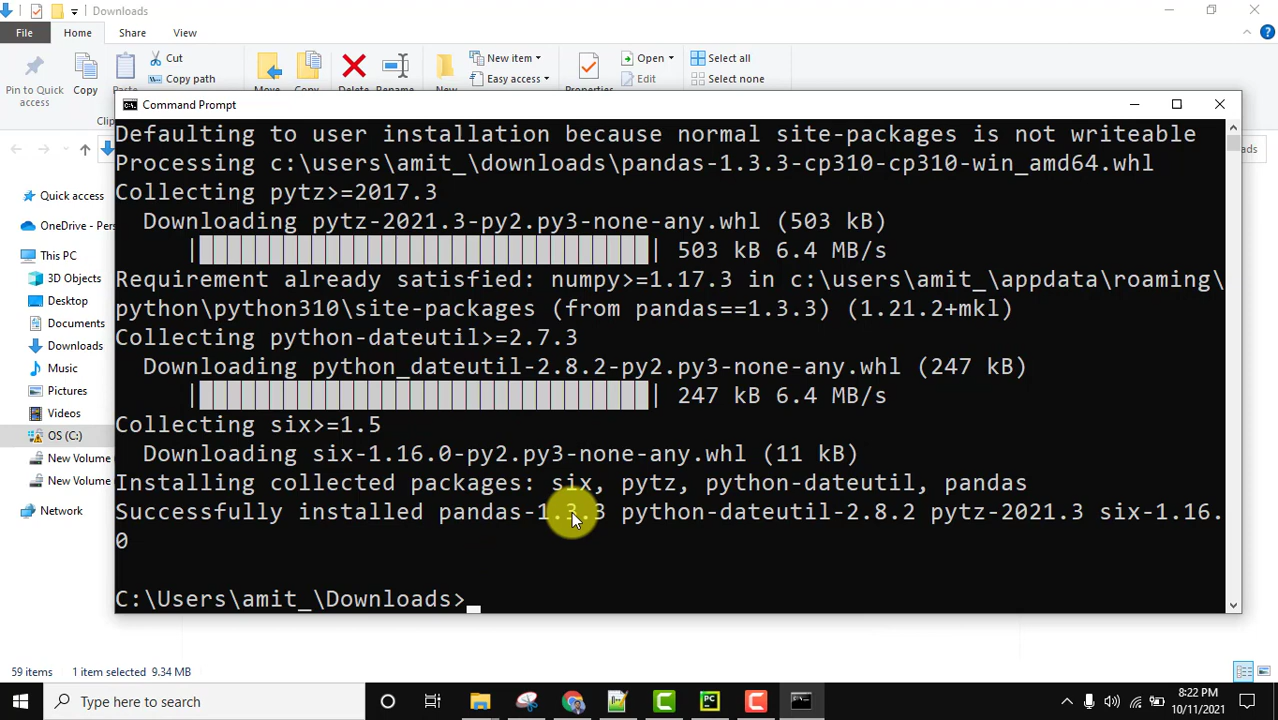 Downloads
File
Home
Share
View
Pin to Quick
access
Copy
Cut
Copy path
Delete
Rename
New
New item
Easy access
Properties
Open
Edit
Select all
Select none
Command Prompt
Defaulting to user installation because normal site-packages is not writeable
Processing c:\users\amit_\downloads\pandas-1.3.3-cp310-cp310-win_amd64.whl
Collecting pytz>=2017.3
Downloading pytz-2021.3-py2.py3-none-any.whl (503 kB)
|████████████████████████████████| 503 kB 6.4 MB/s
Requirement already satisfied: numpy>=1.17.3 in c:\users\amit_\appdata\roaming\
python\python310\site-packages (from pandas==1.3.3) (1.21.2+mkl)
Collecting python-dateutil>=2.7.3
Downloading python_dateutil-2.8.2-py2.py3-none-any.whl (247 kB)
|████████████████████████████████| 247 kB 6.4 MB/s
Collecting six>=1.5
Downloading six-1.16.0-py2.py3-none-any.whl (11 kB)
Installing collected packages: six, pytz, python-dateutil, pandas
Successfully installed pandas-1.3.3 python-dateutil-2.8.2 pytz-2021.3 six-1.16.
0
C:\Users\amit_\Downloads>
Quick access
OneDrive - Pers
This PC
3D Objects
Desktop
Documents
Downloads
Music
Pictures
Videos
OS (C:)
New Volume
New Volume
Network
59 items
1 item selected 9.34 MB
Type here to search
8:22 PM
10/11/2021